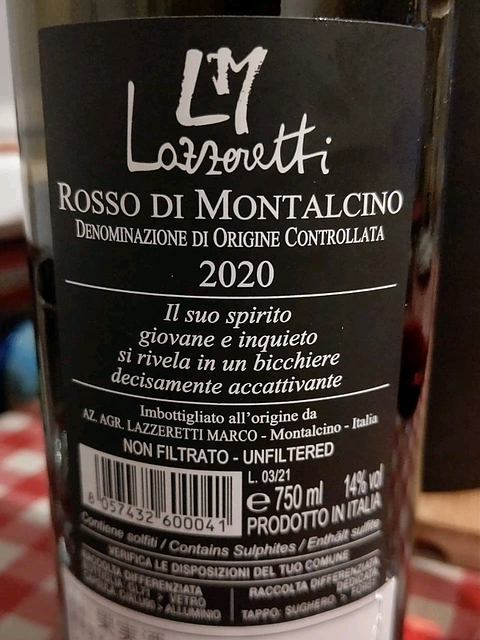 LM
Lazzeretti
ROSSO DI MONTALCINO
DENOMINAZIONE DI ORIGINE CONTROLLATA
2020
Il suo spirito
giovane e inquieto
si rivela in un bicchiere
decisamente accattivante
Imbottigliato all'origine da
AZ. AGR. LAZZERETTI MARCO - Montalcino - Italia
NON FILTRATO - UNFILTERED
L. 03/21
e 750 ml 14% vol
PRODOTTO IN ITALIA
8 057432 600041
Contiene solfiti / Contains Sulphites / Enthält sulfite
VERIFICA LE DISPOSIZIONI DEL TUO COMUNE
RACCOLTA DIFFERENZIATA
VETRO
ALLUMINIO
RACCOLTA DIFFERENZIATA
DEDICATA
TAPPO: SUGHERO >